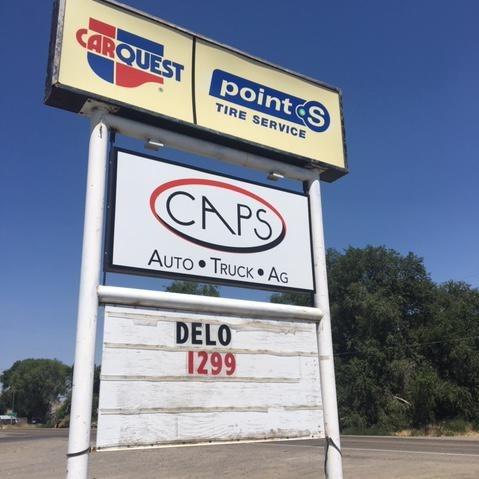 CARQUEST
point S
TIRE SERVICE
CAPS
AUTO • TRUCK • AG
DELO
1299